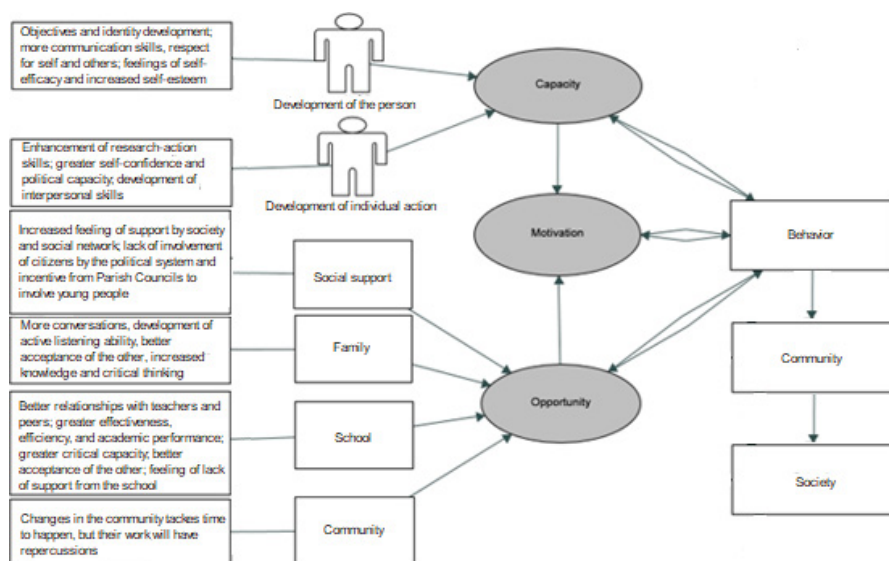 Objectives and identity development;
more communication skills, respect
for self and others; feelings of self-
efficacy and increased self-esteem
Development of the person
Capacity
Enhancement of research-action
skills; greater self-confidence and
political capacity; development of
interpersonal skills
Development of individual action
Increased feeling of support by society
and social network; lack of involvement
of citizens by the political system and
incentive from Parish Councils to
involve young people
Social support
Motivation
Behavior
More conversations, development of
active listening ability, better
acceptance of the other, increased
knowledge and critical thinking
Family
Community
Opportunity
Better relationships with teachers and
peers; greater effectiveness,
efficiency, and academic performance;
greater critical capacity; better
acceptance of the other; feeling of lack
of support from the school
School
Society
Changes in the community tackes time
to happen, but their work will have
repercussions
Community